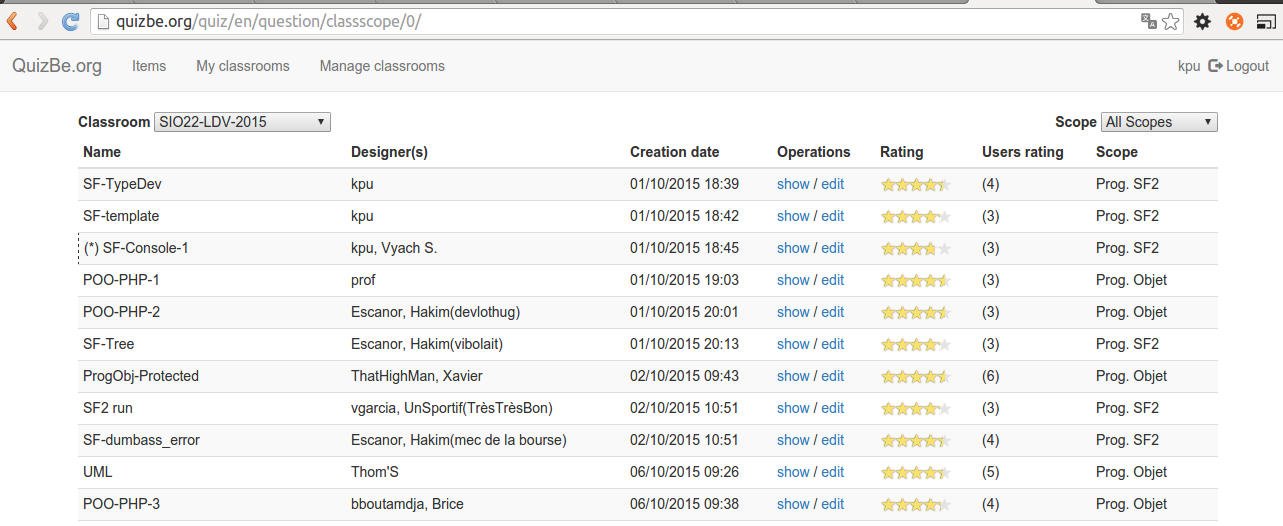 quizbe.org/quiz/en/question/classscope/0/
QuizBe.org Items My classrooms Manage classrooms kpu Logout
Classroom SIO22-LDV-2015 Scope All Scopes
Name Designer(s) Creation date Operations Rating Users rating Scope
SF-TypeDev kpu 01/10/2015 18:39 show / edit (4) Prog. SF2
SF-template kpu 01/10/2015 18:42 show / edit (3) Prog. SF2
(*) SF-Console-1 kpu, Vyach S. 01/10/2015 18:45 show / edit (3) Prog. SF2
POO-PHP-1 prof 01/10/2015 19:03 show / edit (3) Prog. Objet
POO-PHP-2 Escanor, Hakim(devlothug) 01/10/2015 20:01 show / edit (3) Prog. Objet
SF-Tree Escanor, Hakim(vibolait) 01/10/2015 20:13 show / edit (3) Prog. SF2
ProgObj-Protected ThatHighMan, Xavier 02/10/2015 09:43 show / edit (6) Prog. Objet
SF2 run vgarcia, UnSportif(TrèsTrèsBon) 02/10/2015 10:51 show / edit (3) Prog. SF2
SF-dumbass_error Escanor, Hakim(mec de la bourse) 02/10/2015 10:51 show / edit (4) Prog. SF2
UML Thom'S 06/10/2015 09:26 show / edit (5) Prog. Objet
POO-PHP-3 bboutamdja, Brice 06/10/2015 09:38 show / edit (4) Prog. Objet